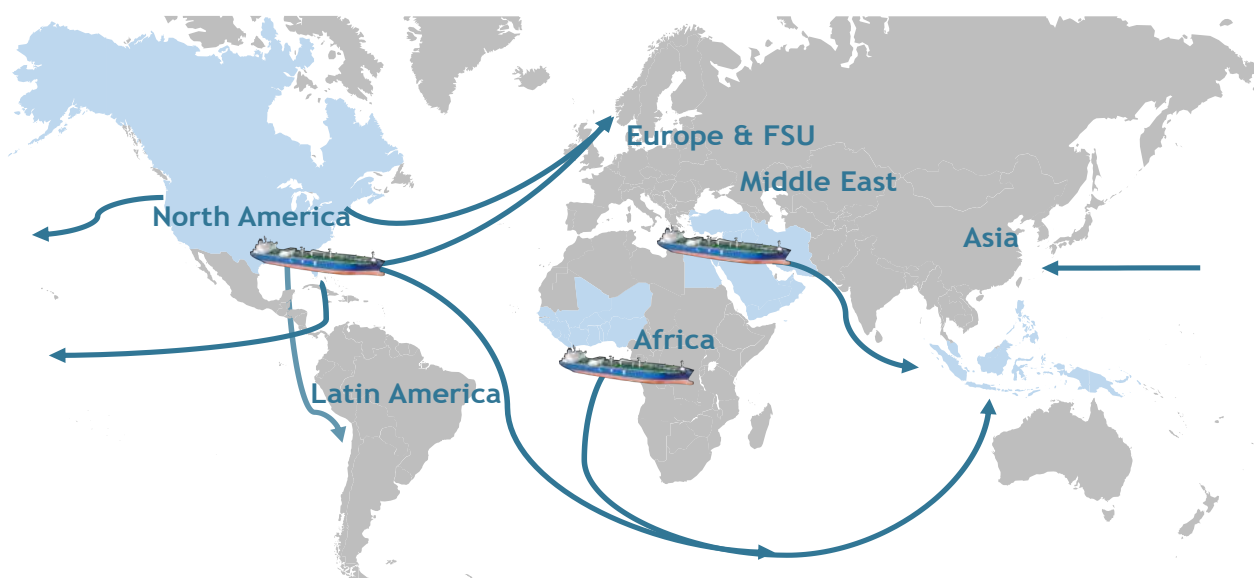 Europe & FSU
Middle East
North America
Asia
Africa
Latin America